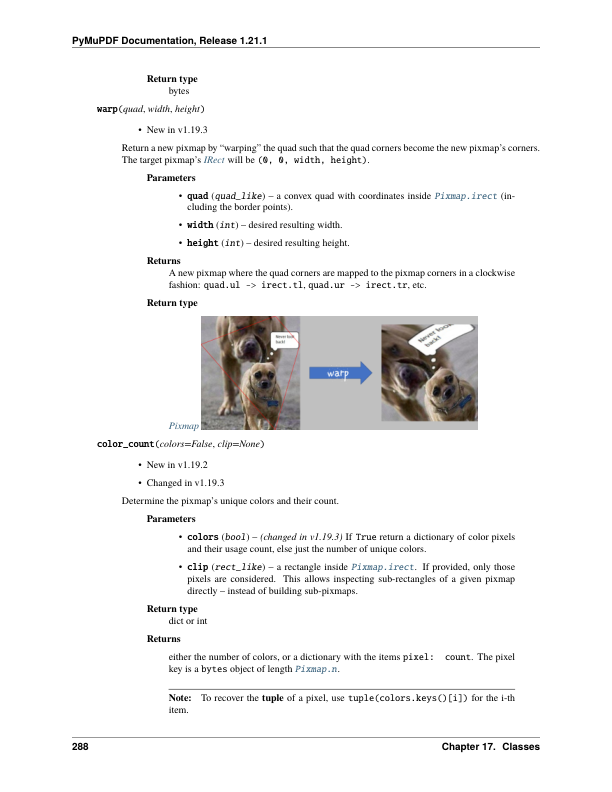 PyMuPDF Documentation, Release 1.21.1
Return type
bytes
warp(quad, width, height)
• New in v1.19.3
Return a new pixmap by “warping” the quad such that the quad corners become the new pixmap’s corners.
The target pixmap’s IRect will be (0, 0, width, height).
Parameters
• quad (quad_like) – a convex quad with coordinates inside Pixmap.irect (in-
cluding the border points).
• width (int) – desired resulting width.
• height (int) – desired resulting height.
Returns
A new pixmap where the quad corners are mapped to the pixmap corners in a clockwise
fashion: quad.ul -> irect.tl, quad.ur -> irect.tr, etc.
Return type
Never look
back!
warp
Never look
back!
Pixmap
color_count(colors=False, clip=None)
• New in v1.19.2
• Changed in v1.19.3
Determine the pixmap’s unique colors and their count.
Parameters
• colors (bool) – (changed in v1.19.3) If True return a dictionary of color pixels
and their usage count, else just the number of unique colors.
• clip (rect_like) – a rectangle inside Pixmap.irect. If provided, only those
pixels are considered. This allows inspecting sub-rectangles of a given pixmap
directly – instead of building sub-pixmaps.
Return type
dict or int
Returns
either the number of colors, or a dictionary with the items pixel: count. The pixel
key is a bytes object of length Pixmap.n.
Note: To recover the tuple of a pixel, use tuple(colors.keys()[i]) for the i-th
item.
288
Chapter 17. Classes